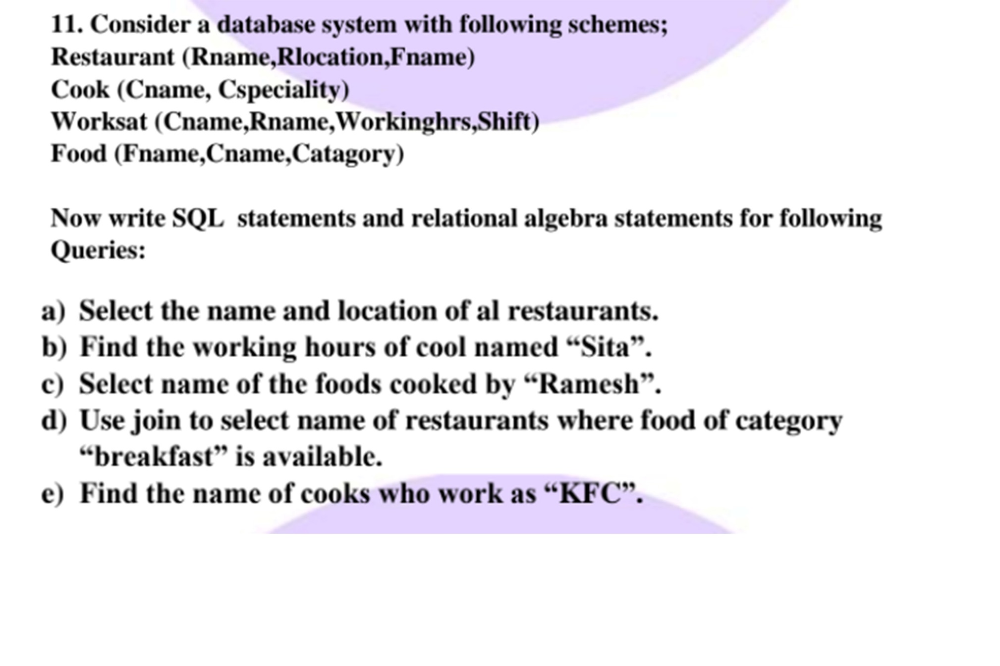 11. Consider a database system with following schemes;
Restaurant (Rname,Rlocation,Fname)
Cook (Cname, Cspeciality)
Worksat (Cname,Rname,Workinghrs,Shift)
Food (Fname,Cname,Catagory)
Now write SQL  statements and relational algebra statements for following
Queries:
a) Select the name and location of al restaurants.
b) Find the working hours of cool named “Sita”.
c) Select name of the foods cooked by “Ramesh”.
d) Use join to select name of restaurants where food of category
“breakfast” is available.
e) Find the name of cooks who work as “KFC”.